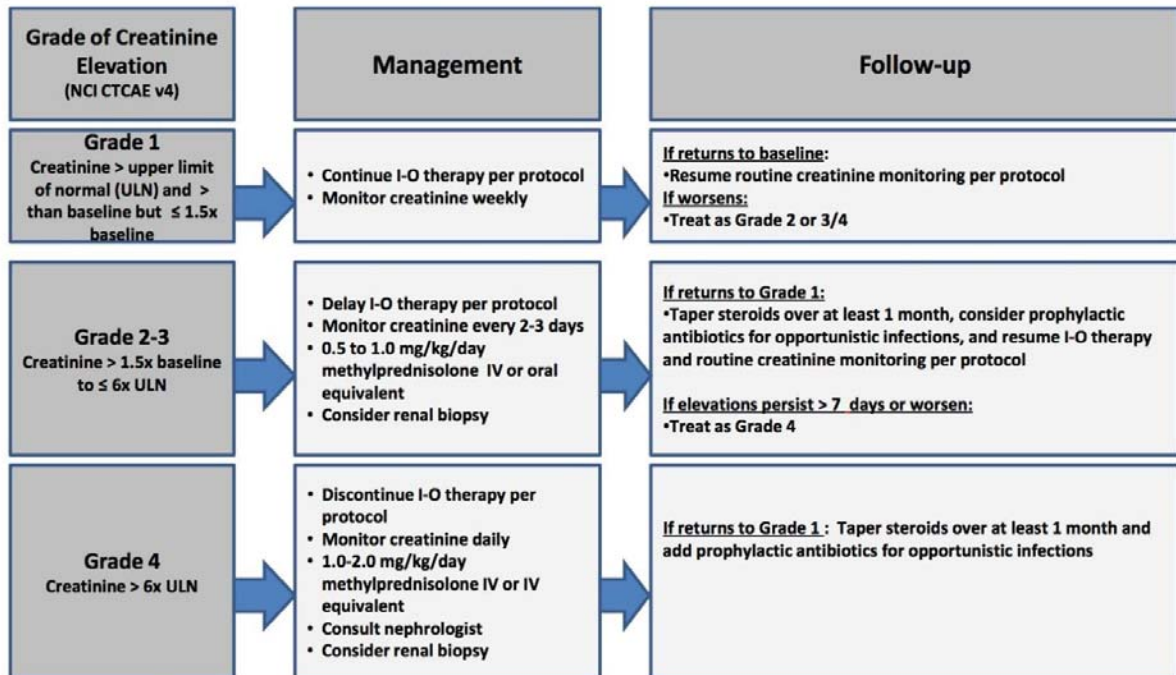 Grade of Creatinine
Elevation
(NCI CTCAE v4)
Management
Follow-up
Grade 1
Creatinine > upper limit
of normal (ULN) and >
than baseline but ≤ 1.5x
baseline
• Continue I-O therapy per protocol
• Monitor creatinine weekly
If returns to baseline:
•Resume routine creatinine monitoring per protocol
If worsens:
•Treat as Grade 2 or 3/4
Grade 2-3
Creatinine > 1.5x baseline
to ≤ 6x ULN
• Delay I-O therapy per protocol
• Monitor creatinine every 2-3 days
• 0.5 to 1.0 mg/kg/day
methylprednisolone IV or oral
equivalent
• Consider renal biopsy
If returns to Grade 1:
•Taper steroids over at least 1 month, consider prophylactic
antibiotics for opportunistic infections, and resume I-O therapy
and routine creatinine monitoring per protocol
If elevations persist > 7 days or worsen:
•Treat as Grade 4
Grade 4
Creatinine > 6x ULN
• Discontinue I-O therapy per
protocol
• Monitor creatinine daily
• 1.0-2.0 mg/kg/day
methylprednisolone IV or IV
equivalent
• Consult nephrologist
• Consider renal biopsy
If returns to Grade 1 : Taper steroids over at least 1 month and
add prophylactic antibiotics for opportunistic infections